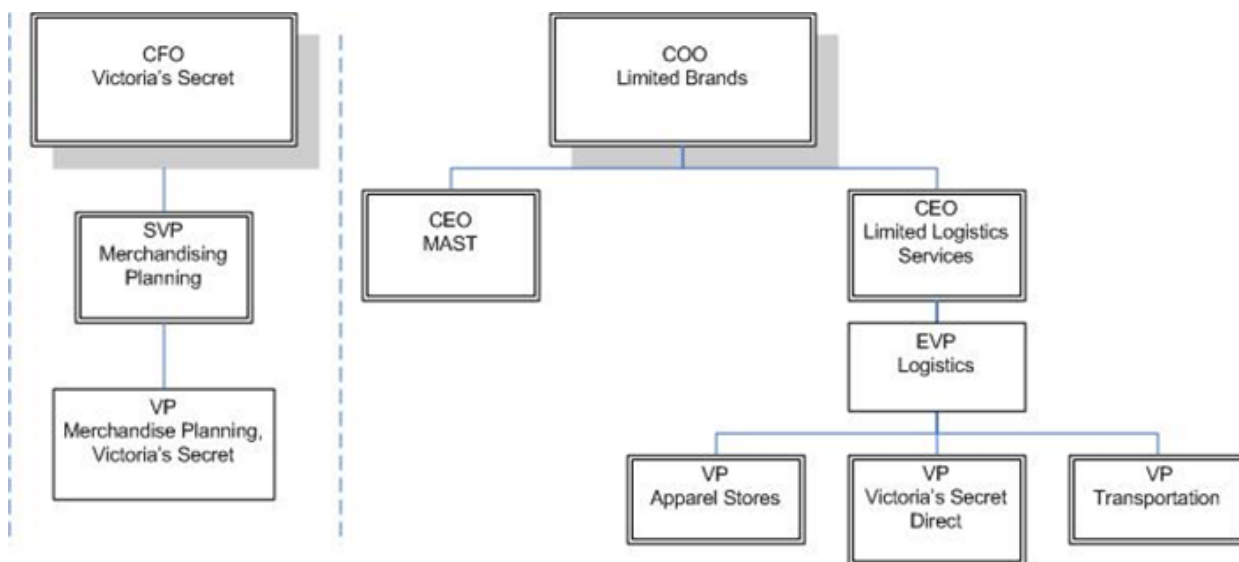 CFO
Victoria's Secret
SVP
Merchandising
Planning
VP
Merchandise Planning,
Victoria's Secret
COO
Limited Brands
CEO
MAST
CEO
Limited Logistics
Services
EVP
Logistics
VP
Apparel Stores
VP
Victoria's Secret
Direct
VP
Transportation